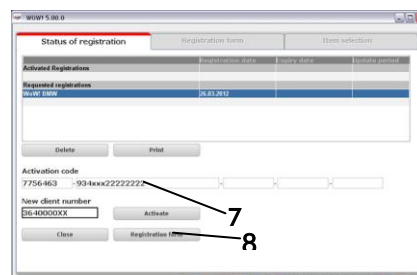 WOW! 5.00.0
Status of registration Registration form Item selection
Registration date Expiry date Update period
Activated Registrations
Requested registrations
WoW! BMW 26.03.2012
Delete Print
Activation code
7756463 -934xxx22222222 - - -
7
New client number
3640000XX Activate
8
Close Registration form